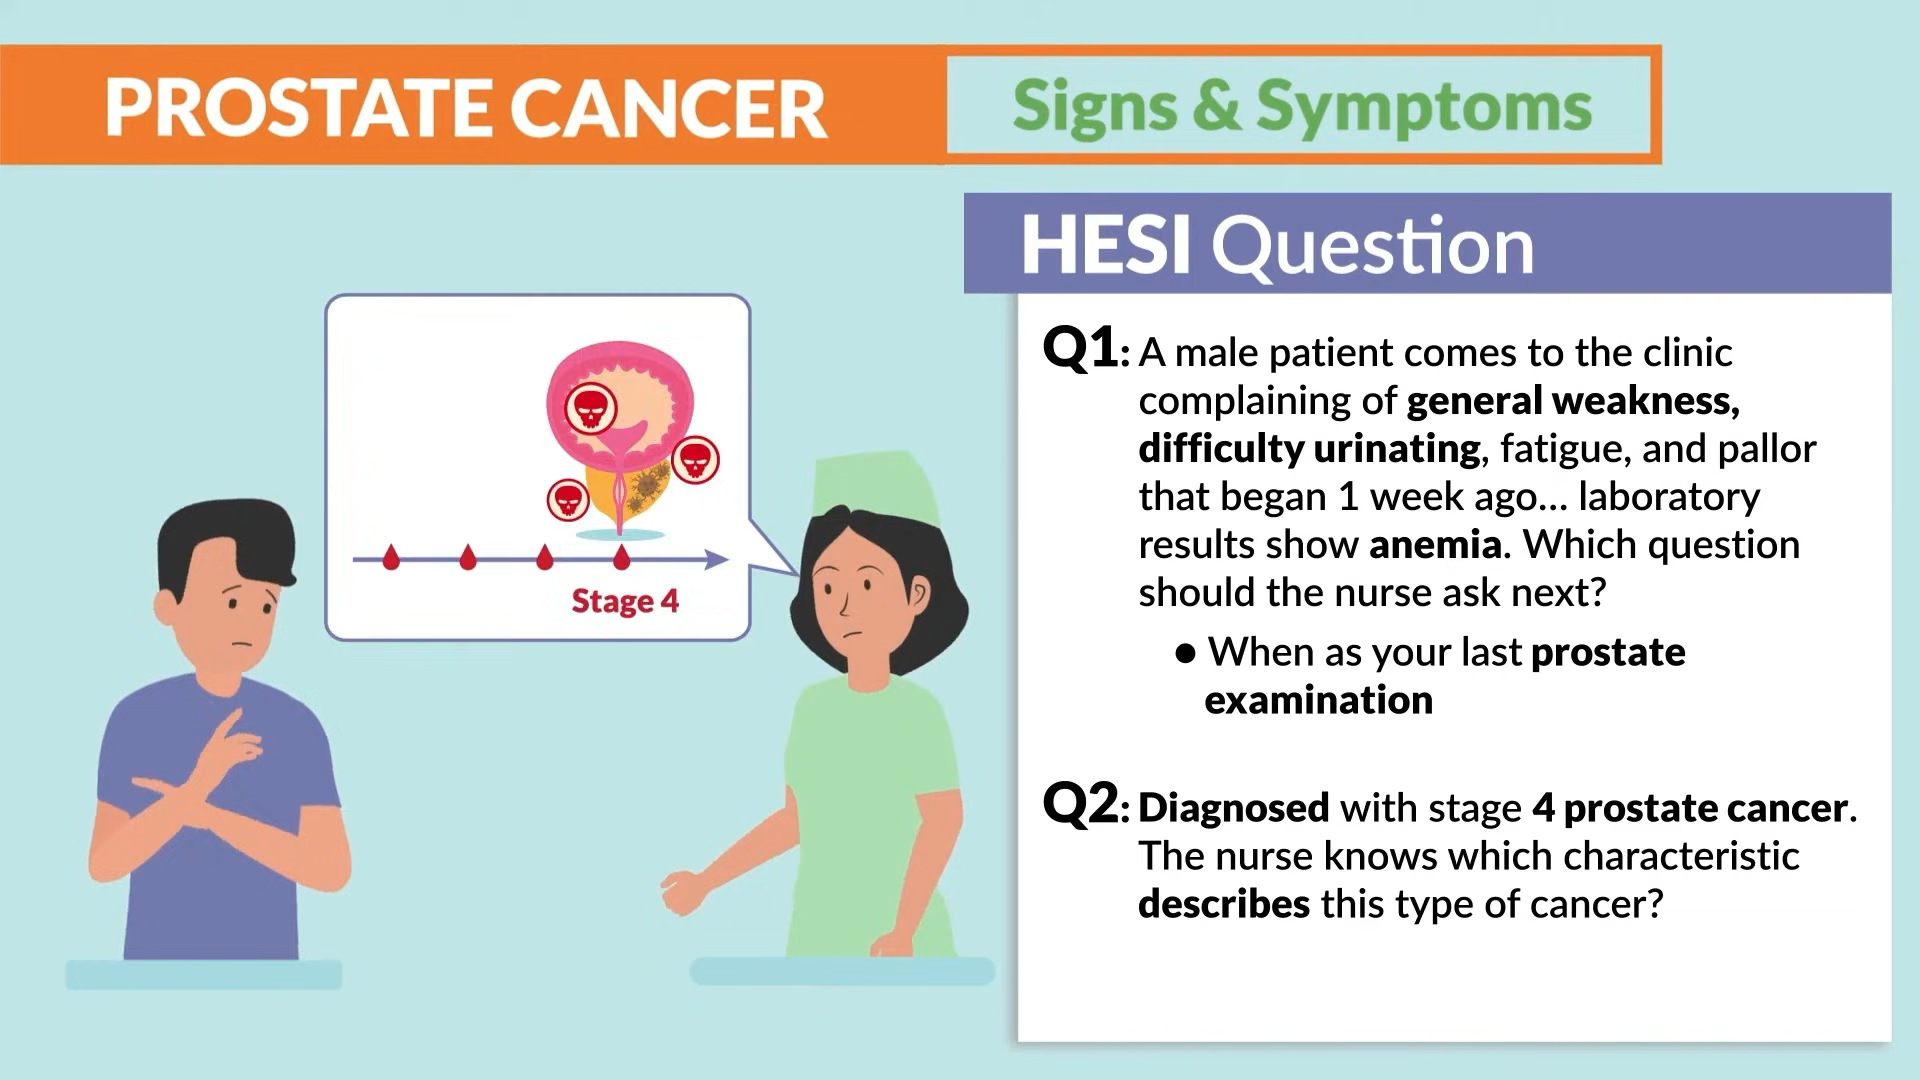 PROSTATE CANCER
Signs & Symptoms
HESI Question
Q1: A male patient comes to the clinic
complaining of general weakness,
difficulty urinating, fatigue, and pallor
that began 1 week ago... laboratory
results show anemia. Which question
should the nurse ask next?
● When as your last prostate
examination
Q2: Diagnosed with stage 4 prostate cancer.
The nurse knows which characteristic
describes this type of cancer?
Stage 4